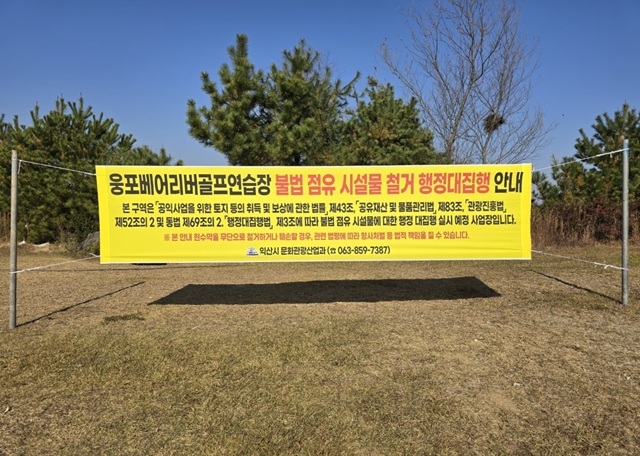 웅포베어리버골프연습장 불법 점유 시설물 철거 행정대집행 안내
본 구역은「공익사업을 위한 토지 등의 취득 및 보상에 관한 법률」제43조,「공유재산 및 물품관리법」제83조,「관광진흥법」
제52조의 2 및 동법 제69조의 2,「행정대집행법」제3조에 따라 불법 점유 시설물에 대한 행정 대집행 실시 예정 사업장입니다.
※ 본 안내 현수막을 무단으로 철거하거나 훼손할 경우, 관련 법령에 따라 형사처벌 등 법적 책임을 질 수 있습니다.
익산시 문화관광산업과 (☎ 063-859-7387)